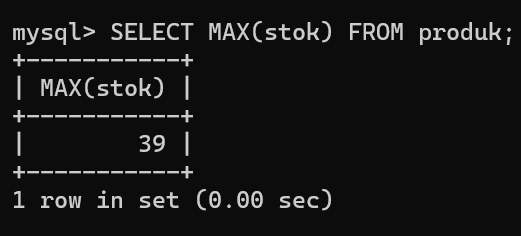 mysql> SELECT MAX(stok) FROM produk;
+-----------+
| MAX(stok) |
+-----------+
|        39 |
+-----------+
1 row in set (0.00 sec)